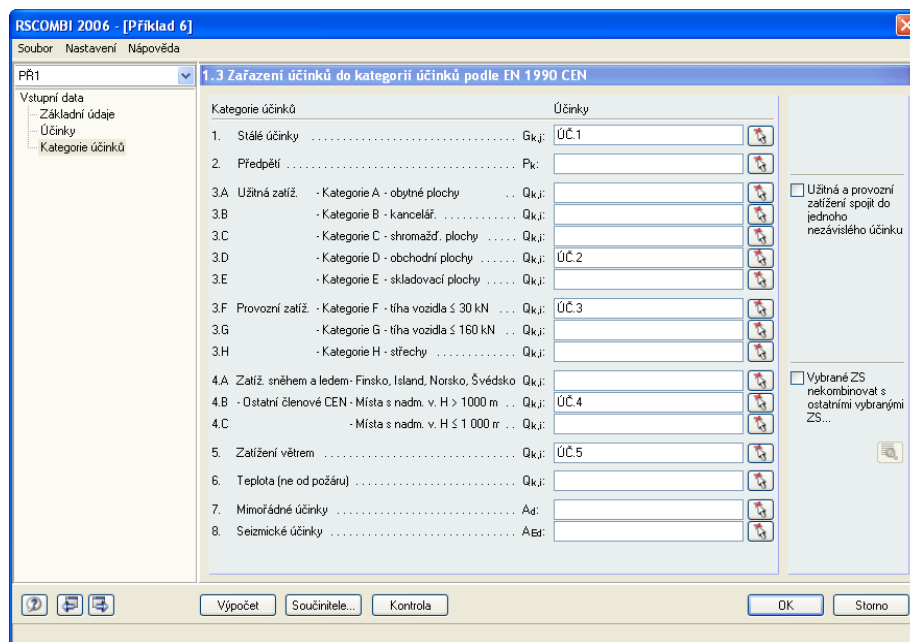 RSCOMBI 2006 - [Příklad 6]
Soubor Nastavení Nápověda
PŘ1
1.3 Zařazení účinků do kategorií účinků podle EN 1990 CEN
Vstupní data
Základní údaje
Účinky
Kategorie účinků
Kategorie účinků Účinky
1. Stálé účinky .......................... Gk,j: ÚČ.1
2. Předpětí .............................. Pk:
3.A Užitná zatíž. - Kategorie A - obytné plochy .. Qk,i:
3.B - Kategorie B - kancelář. ............ Qk,i:
3.C - Kategorie C - shromažď. plochy ..... Qk,i:
3.D - Kategorie D - obchodní plochy ...... Qk,i: ÚČ.2
3.E - Kategorie E - skladovací plochy .... Qk,i:
3.F Provozní zatíž. - Kategorie F - tíha vozidla ≤ 30 kN ... Qk,i: ÚČ.3
3.G - Kategorie G - tíha vozidla ≤ 160 kN .. Qk,i:
3.H - Kategorie H - střechy .............. Qk,i:
4.A Zatíž. sněhem a ledem- Finsko, Island, Norsko, Švédsko Qk,i:
4.B - Ostatní členové CEN - Místa s nadm. v. H > 1000 m .. Qk,i: ÚČ.4
4.C - Místa s nadm. v. H ≤ 1 000 m .. Qk,i:
5. Zatížení větrem ....................... Qk,i: ÚČ.5
6. Teplota (ne od požáru) ................ Qk,i:
7. Mimořádné účinky ...................... Ad:
8. Seizmické účinky ...................... AEd:
Užitná a provozní
zatížení spojit do
jednoho
nezávislého účinku
Vybrané ZS
nekombinovat s
ostatními vybranými
ZS...
Výpočet Součinitele... Kontrola OK Storno